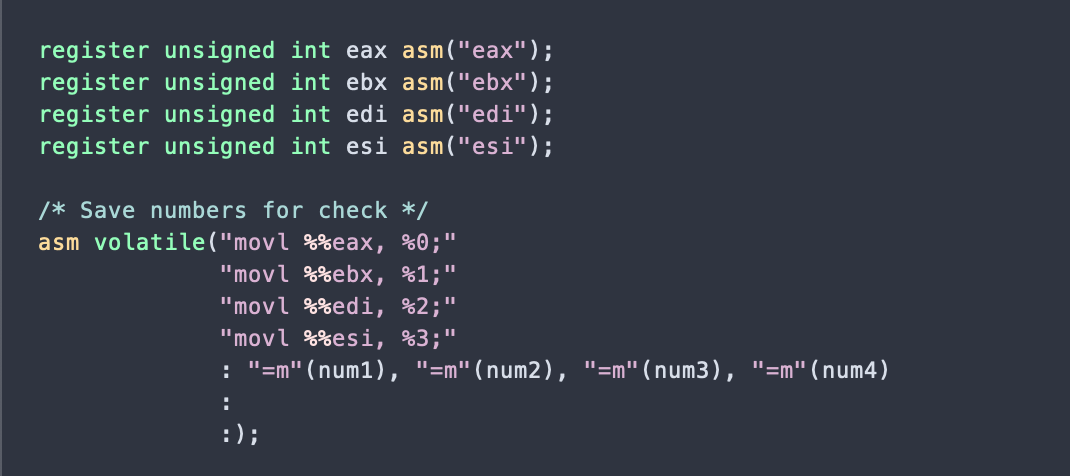 register unsigned int eax asm("eax");
register unsigned int ebx asm("ebx");
register unsigned int edi asm("edi");
register unsigned int esi asm("esi");

/* Save numbers for check */
asm volatile("movl %%eax, %0;"
             "movl %%ebx, %1;"
             "movl %%edi, %2;"
             "movl %%esi, %3;"
             : "=m"(num1), "=m"(num2), "=m"(num3), "=m"(num4)
             :
             :);